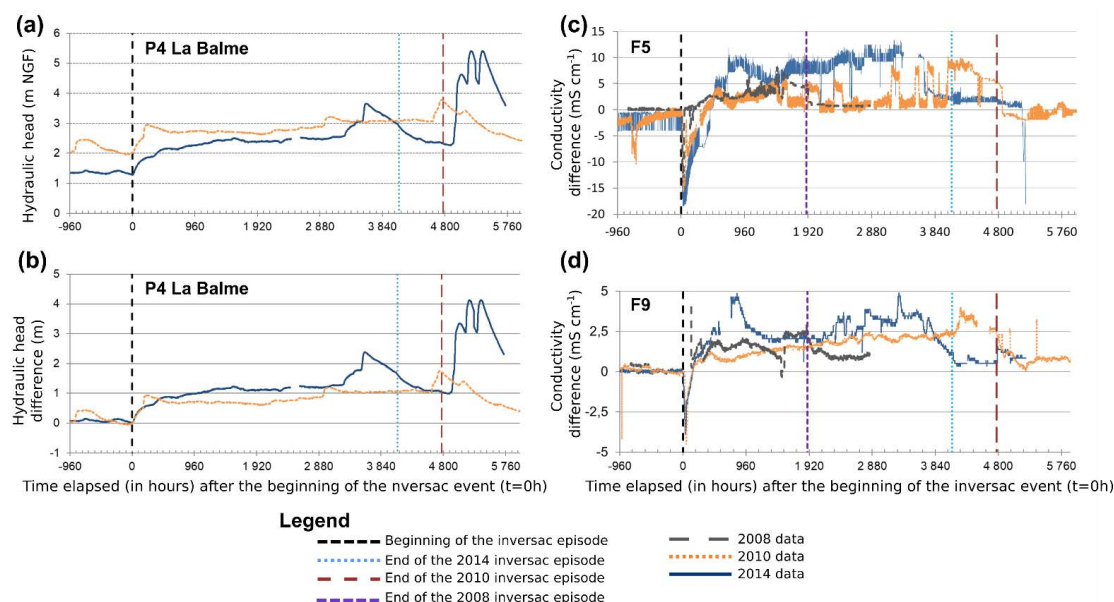 (a)
P4 La Balme
Hydraulic head (m NGF)
6
5
4
3
2
1
0
-960 0 960 1 920 2 880 3 840 4 800 5 760
(b)
P4 La Balme
Hydraulic head
difference (m)
5
4
3
2
1
0
-1
-960 0 960 1 920 2 880 3 840 4 800 5 760
Time elapsed (in hours) after the beginning of the nversac event (t=0h)
(c)
F5
Conductivity
difference (mS cm⁻¹)
15
10
5
0
-5
-10
-15
-20
-960 0 960 1 920 2 880 3 840 4 800 5 760
(d)
F9
Conductivity
difference (mS cm⁻¹)
5
2.5
0
-2,5
-5
-960 0 960 1 920 2 880 3 840 4 800 5 760
Time elapsed (in hours) after the beginning of the inversac event (t=0h)
Legend
Beginning of the inversac episode
End of the 2014 inversac episode
End of the 2010 inversac episode
End of the 2008 inversac episode
2008 data
2010 data
2014 data